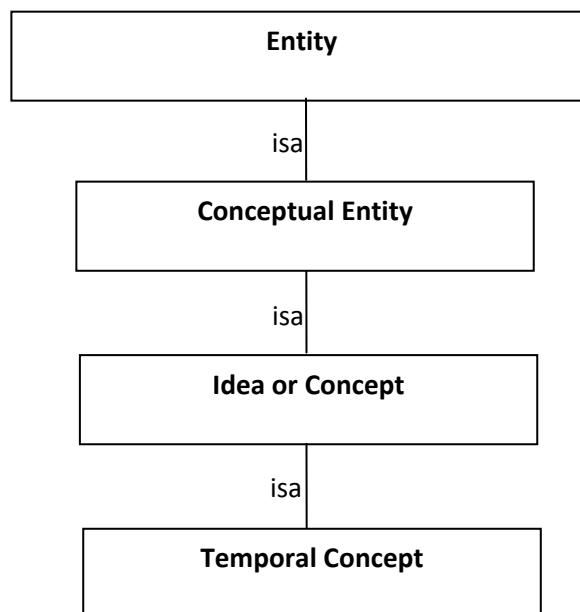 Entity
isa
Conceptual Entity
isa
Idea or Concept
isa
Temporal Concept